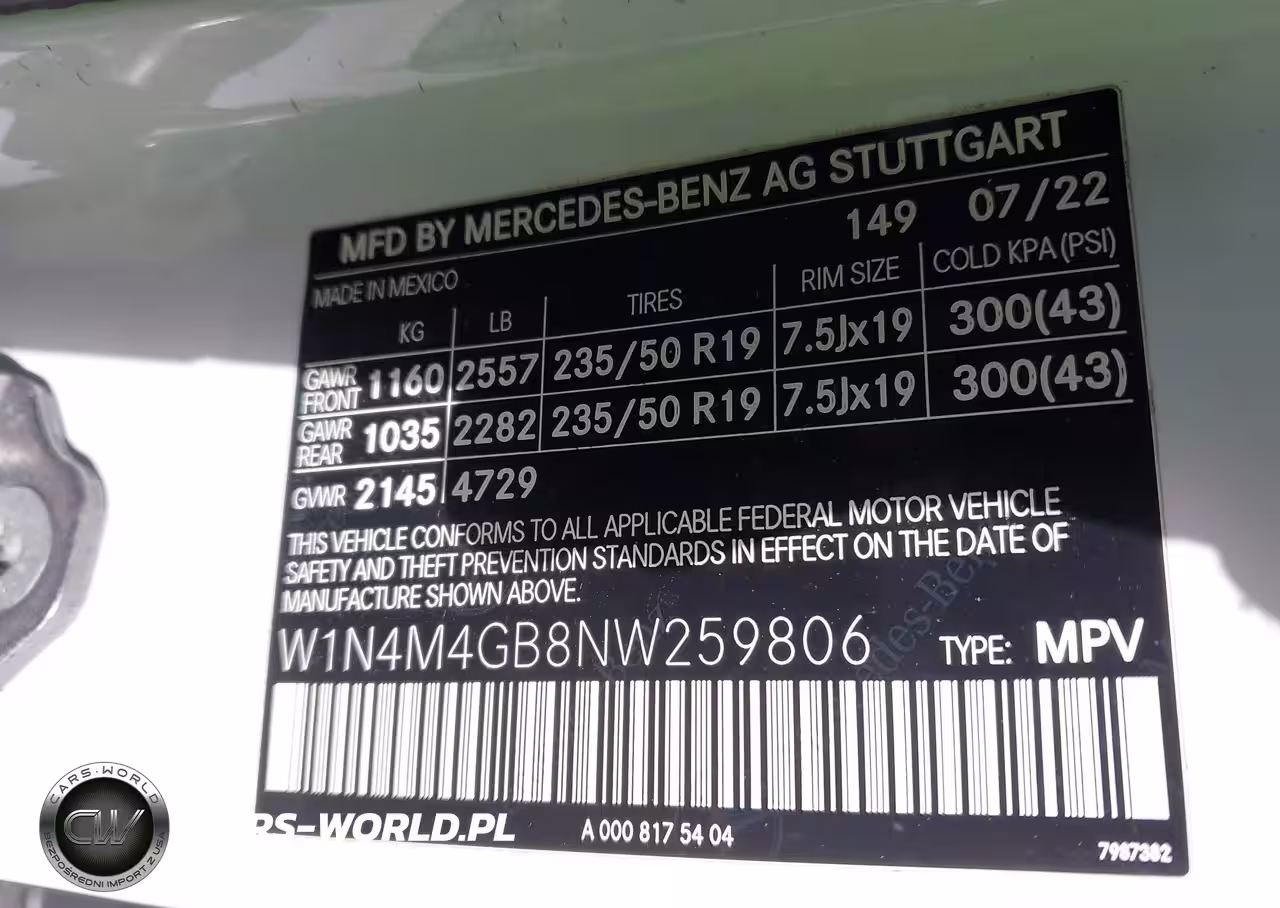 MFD BY MERCEDES-BENZ AG STUTTGART
MADE IN MEXICO 149 07/22
KG LB TIRES RIM SIZE COLD KPA (PSI)
GAWR FRONT 1160 2557 235/50 R19 7.5Jx19 300(43)
GAWR REAR 1035 2282 235/50 R19 7.5Jx19 300(43)
GVWR 2145 4729
THIS VEHICLE CONFORMS TO ALL APPLICABLE FEDERAL MOTOR VEHICLE
SAFETY AND THEFT PREVENTION STANDARDS IN EFFECT ON THE DATE OF
MANUFACTURE SHOWN ABOVE.
W1N4M4GB8NW259806 TYPE: MPV
RS-WORLD.PL A 000 817 54 04 7987382
CARS-WORLD
CW
BEZPOŚREDNI IMPORT Z USA